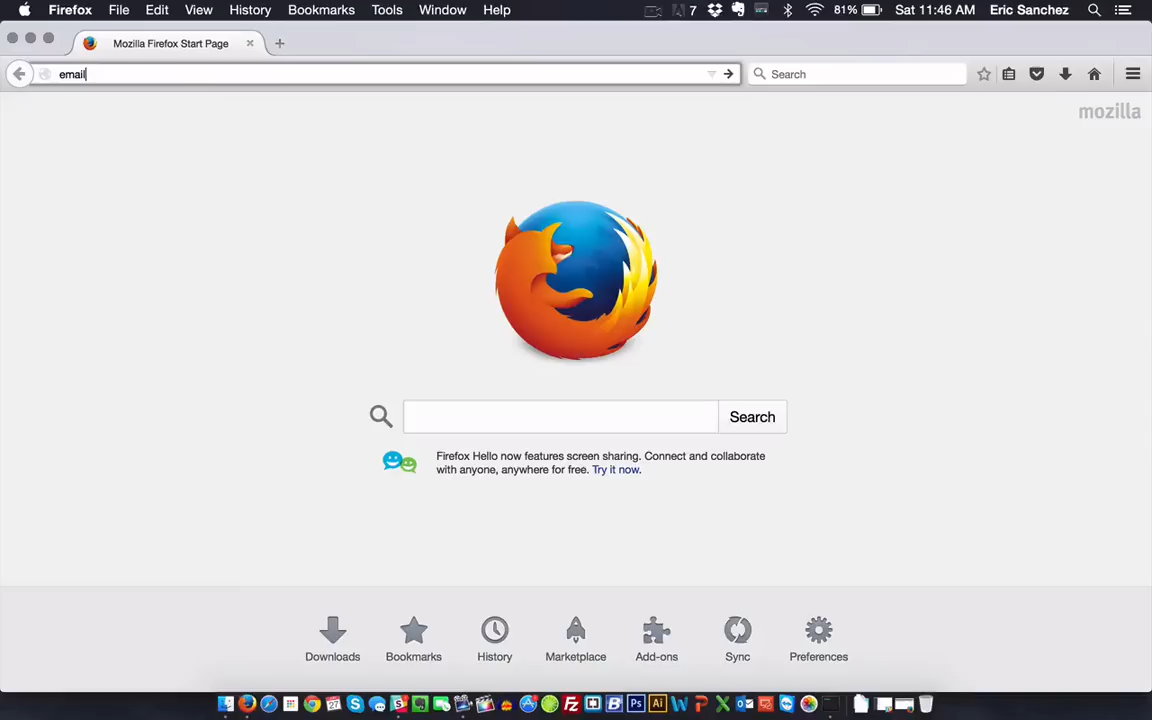 Firefox File Edit View History Bookmarks Tools Window Help 7 81% Sat 11:46 AM Eric Sanchez
Mozilla Firefox Start Page
email Search
mozilla
Search
Firefox Hello now features screen sharing. Connect and collaborate
with anyone, anywhere for free. Try it now.
Downloads Bookmarks History Marketplace Add-ons Sync Preferences